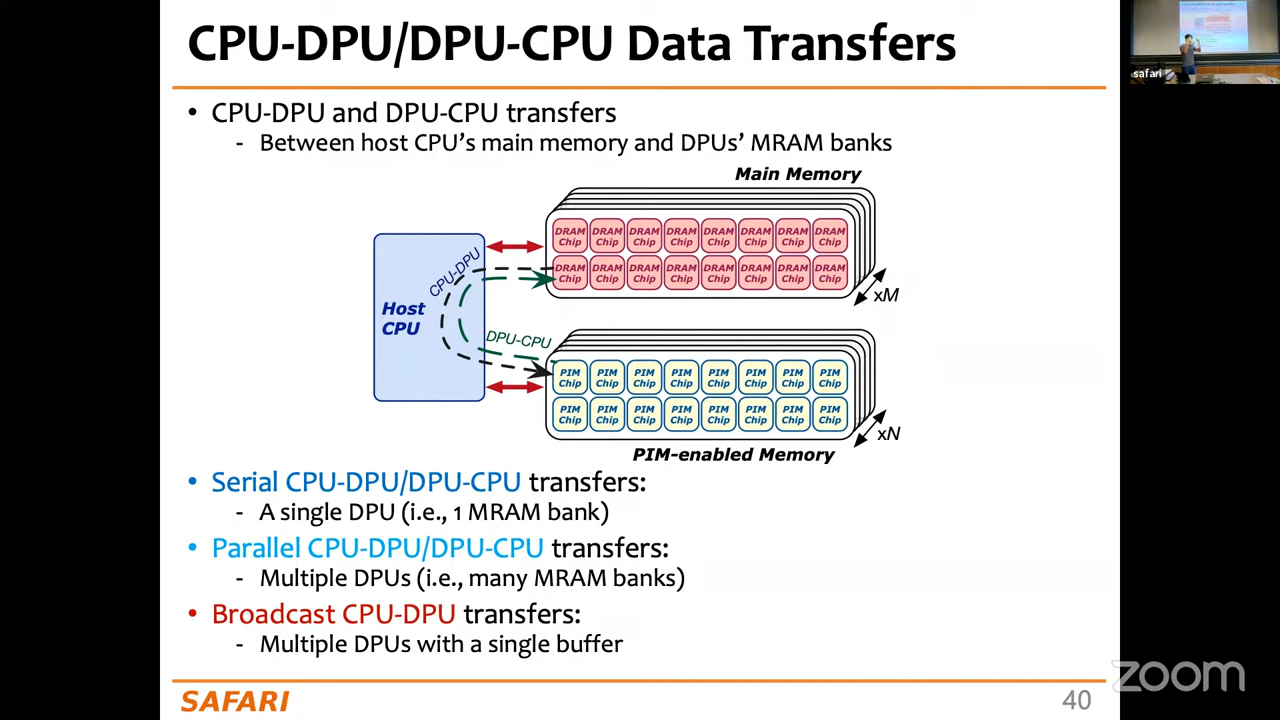 CPU-DPU/DPU-CPU Data Transfers
safari
• CPU-DPU and DPU-CPU transfers
- Between host CPU's main memory and DPUs' MRAM banks
Main Memory
DRAM Chip DRAM Chip DRAM Chip DRAM Chip DRAM Chip DRAM Chip DRAM Chip DRAM Chip
DRAM Chip DRAM Chip DRAM Chip DRAM Chip DRAM Chip DRAM Chip DRAM Chip DRAM Chip
xM
CPU-DPU
Host
CPU
DPU-CPU
PIM Chip PIM Chip PIM Chip PIM Chip PIM Chip PIM Chip PIM Chip PIM Chip
PIM Chip PIM Chip PIM Chip PIM Chip PIM Chip PIM Chip PIM Chip PIM Chip
xN
PIM-enabled Memory
• Serial CPU-DPU/DPU-CPU transfers:
- A single DPU (i.e., 1 MRAM bank)
• Parallel CPU-DPU/DPU-CPU transfers:
- Multiple DPUs (i.e., many MRAM banks)
• Broadcast CPU-DPU transfers:
- Multiple DPUs with a single buffer
SAFARI
40
zoom